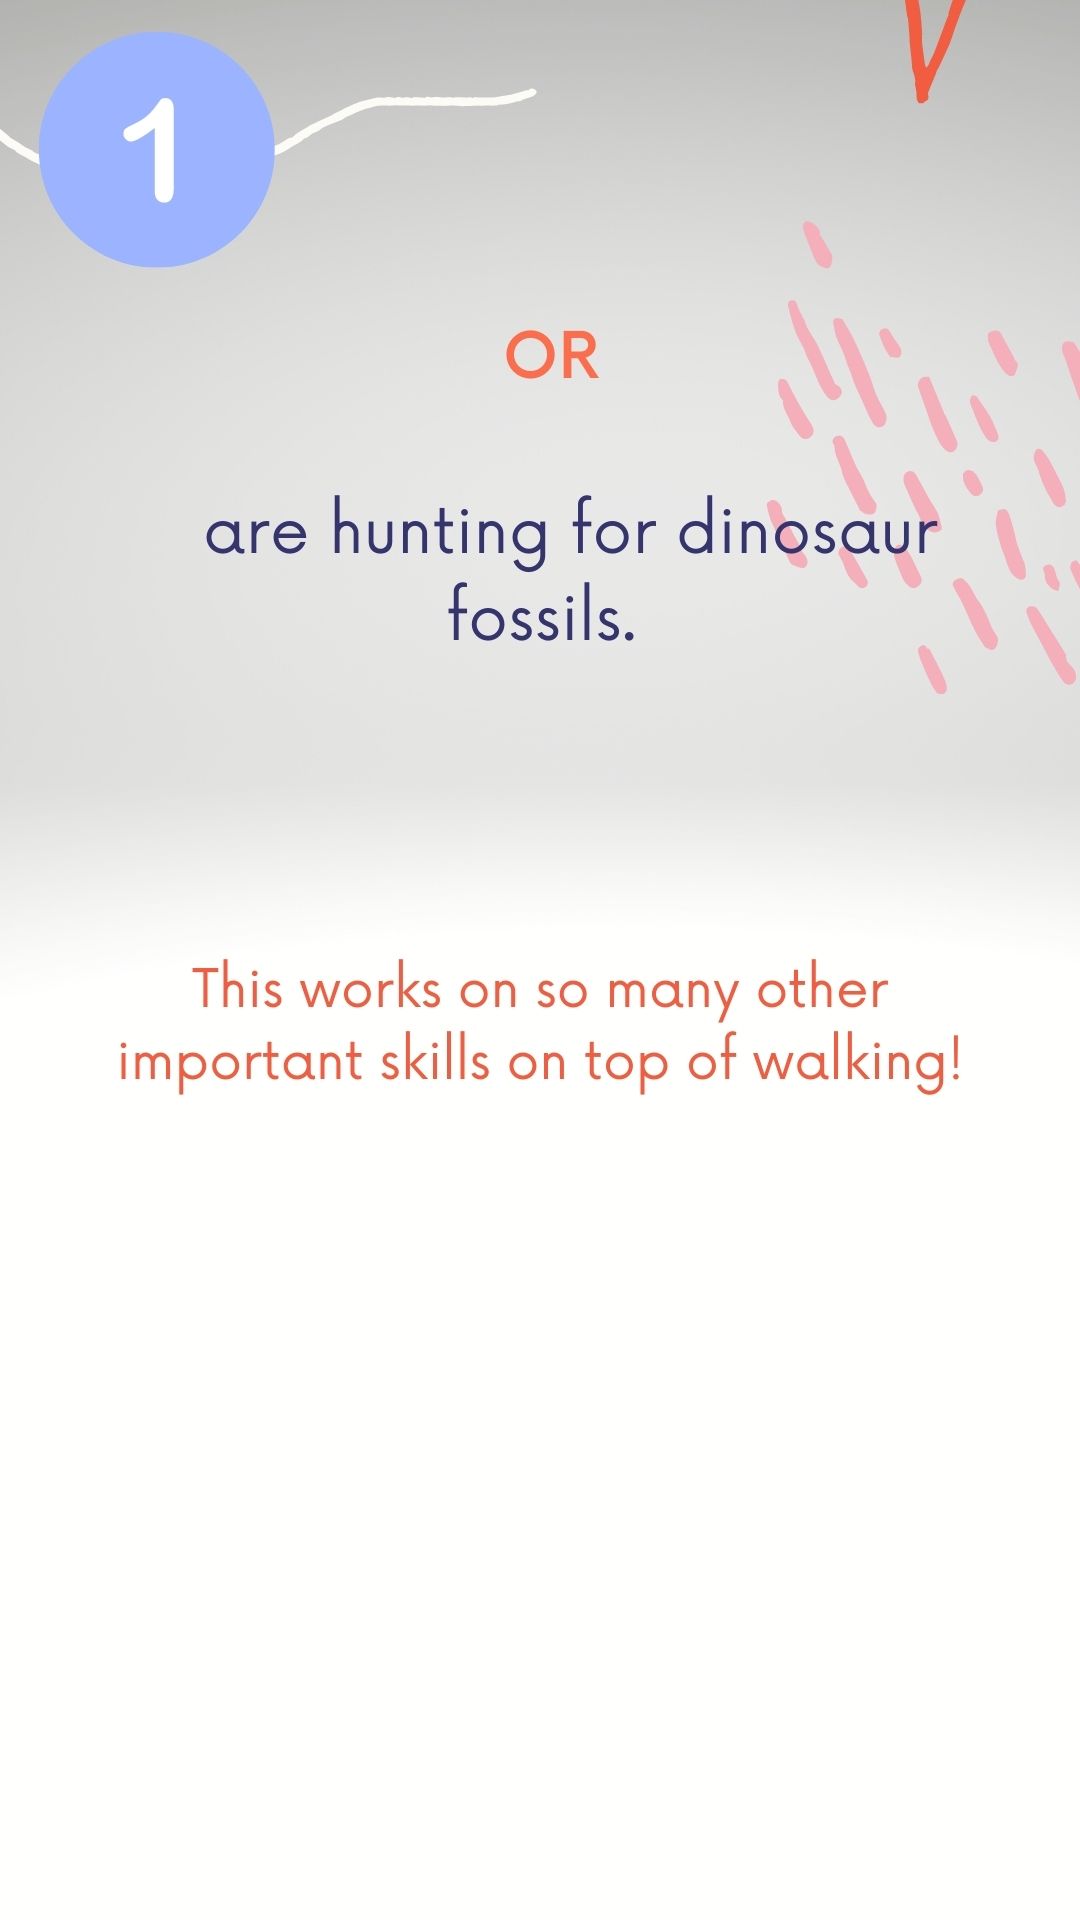 1
OR
are hunting for dinosaur
fossils.
This works on so many other
important skills on top of walking!